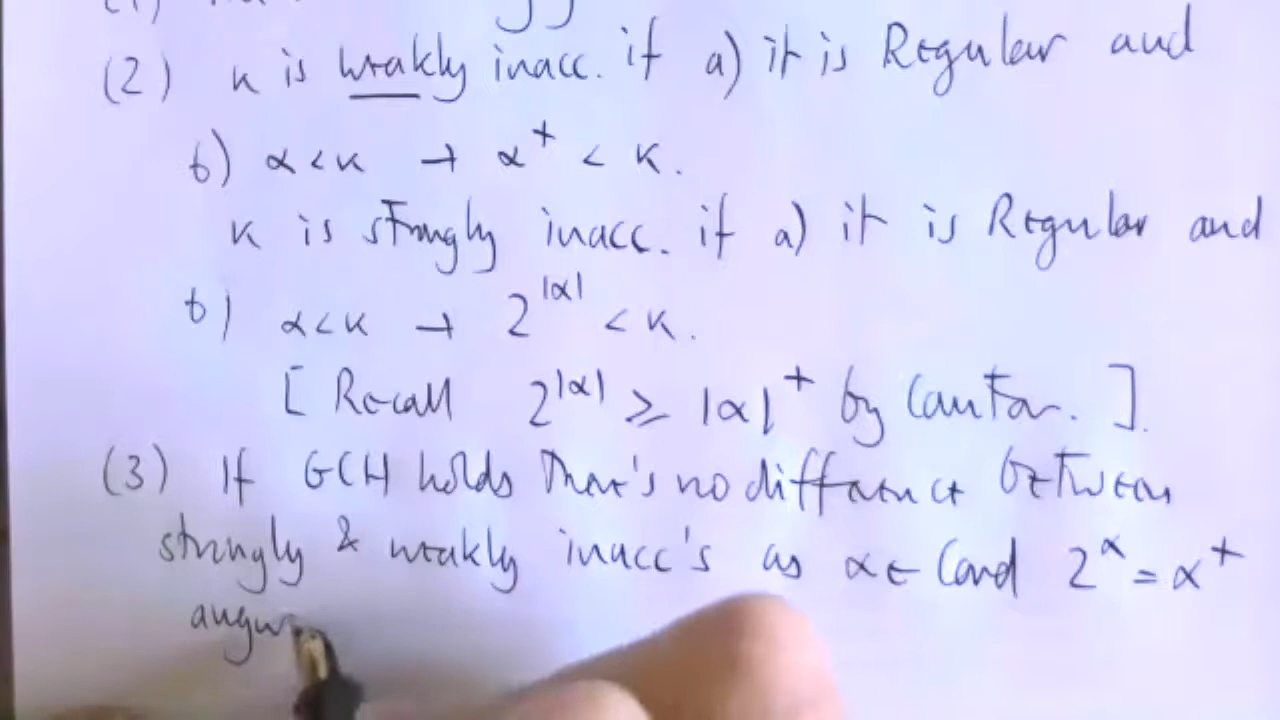 (1)
(2) κ is weakly inacc. if a) it is Regular and
b) α<κ → α⁺ < κ.
κ is strongly inacc. if a) it is Regular and
b) α<κ → 2^|α| < κ.
[ Recall 2^|α| ≥ |α|⁺ by Cantor. ].
(3) If GCH holds there's no difference between
strongly & weakly inacc's as α∈Card 2^α = α⁺